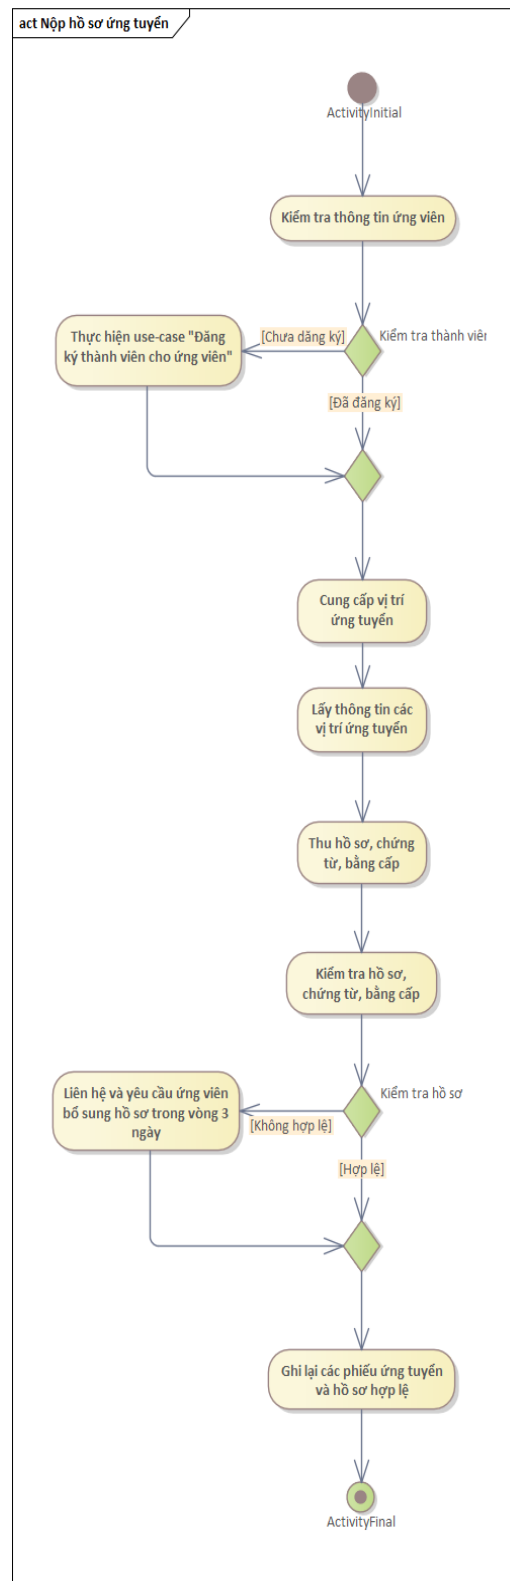 act Nộp hồ sơ ứng tuyển
ActivityInitial
Kiểm tra thông tin ứng viên
Thực hiện use-case "Đăng
ký thành viên cho ứng viên"
[Chưa đăng ký]
Kiểm tra thành viên
[Đã đăng ký]
Cung cấp vị trí
ứng tuyển
Lấy thông tin các
vị trí ứng tuyển
Thu hồ sơ, chứng
từ, bằng cấp
Kiểm tra hồ sơ,
chứng từ, bằng cấp
Liên hệ và yêu cầu ứng viên
bổ sung hồ sơ trong vòng 3
ngày
Kiểm tra hồ sơ
[Không hợp lệ]
[Hợp lệ]
Ghi lại các phiếu ứng tuyển
và hồ sơ hợp lệ
ActivityFinal